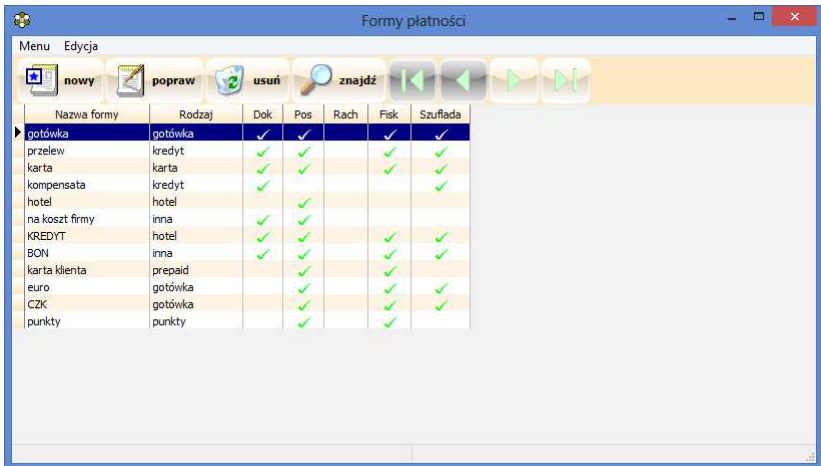 Formy płatności
Menu Edycja
nowy popraw usuń znajdź
Nazwa formy Rodzaj Dok Pos Rach Fisk Szuflada
gotówka gotówka
przelew kredyt
karta karta
kompensata kredyt
hotel hotel
na koszt firmy inna
KREDYT hotel
BON inna
karta klienta prepaid
euro gotówka
CZK gotówka
punkty punkty